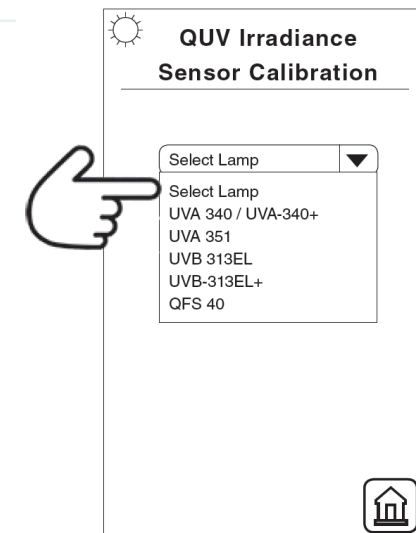 QUV Irradiance
Sensor Calibration
Select Lamp
Select Lamp
UVA 340 / UVA-340+
UVA 351
UVB 313EL
UVB-313EL+
QFS 40